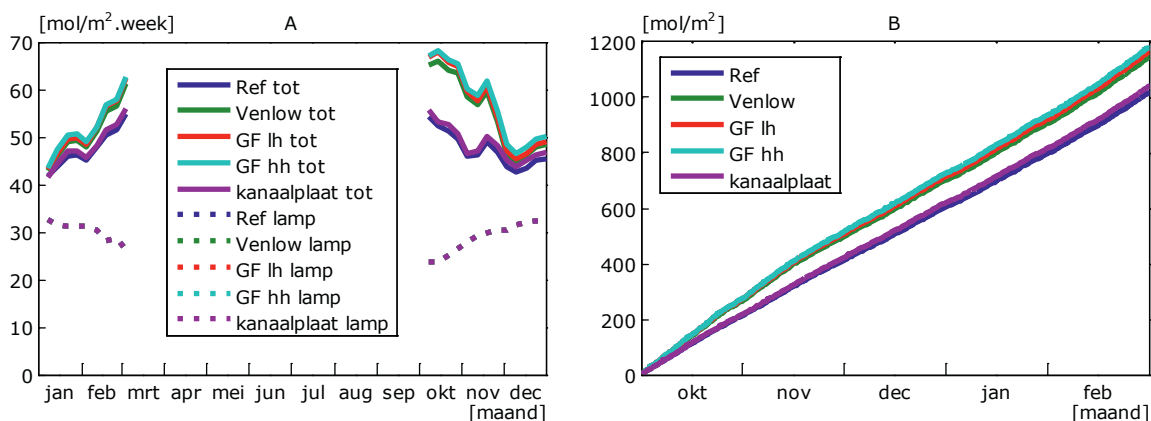 [mol/m².week]
A
70
60
50
40
30
20
10
0
Ref tot
Venlow tot
GF lh tot
GF hh tot
kanaalplaat tot
Ref lamp
Venlow lamp
GF lh lamp
GF hh lamp
kanaalplaat lamp
jan feb mrt apr mei jun jul aug sep okt nov dec
[maand]
[mol/m²]
B
1200
1000
800
600
400
200
0
Ref
Venlow
GF lh
GF hh
kanaalplaat
okt nov dec jan feb
[maand]